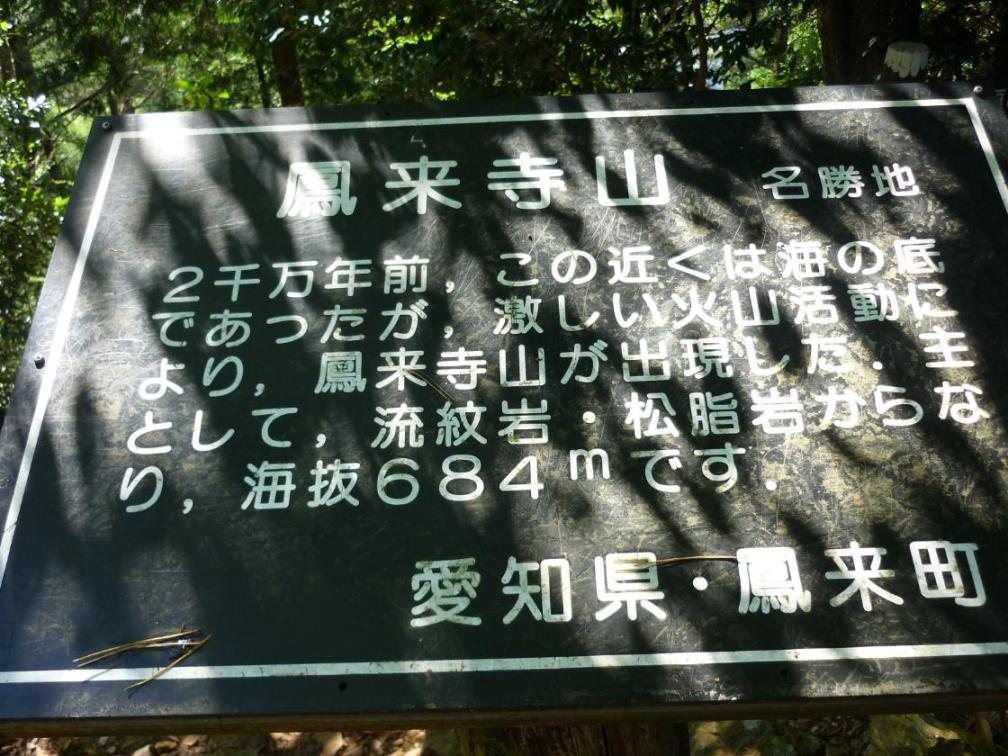 鳳来寺山 名勝地
２千万年前，この近くは海の底
であったが，激しい火山活動に
より，鳳来寺山が出現した．主
として，流紋岩・松脂岩からな
り，海抜６８４ｍです．
愛知県・鳳来町